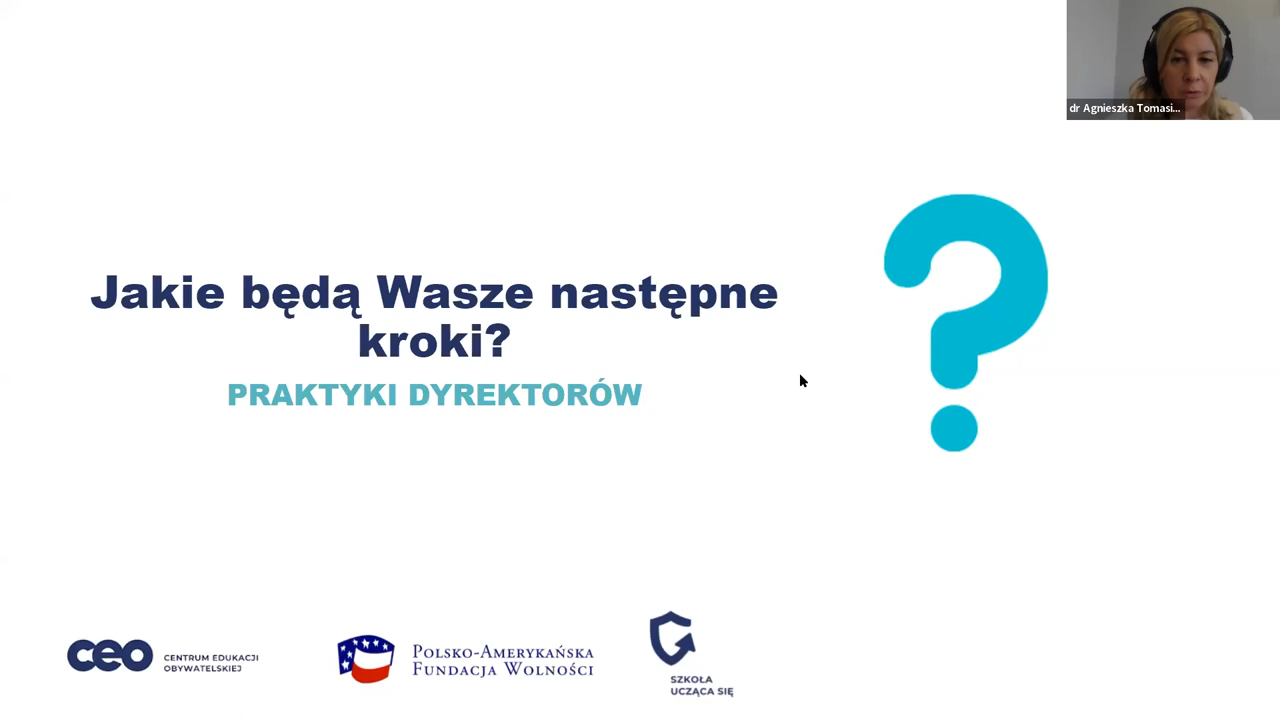 dr Agnieszka Tomasi...
Jakie będą Wasze następne
kroki?
PRAKTYKI DYREKTORÓW
ceo
CENTRUM EDUKACJI
OBYWATELSKIEJ
POLSKO-AMERYKAŃSKA
FUNDACJA WOLNOŚCI
SZKOŁA
UCZĄCA SIĘ